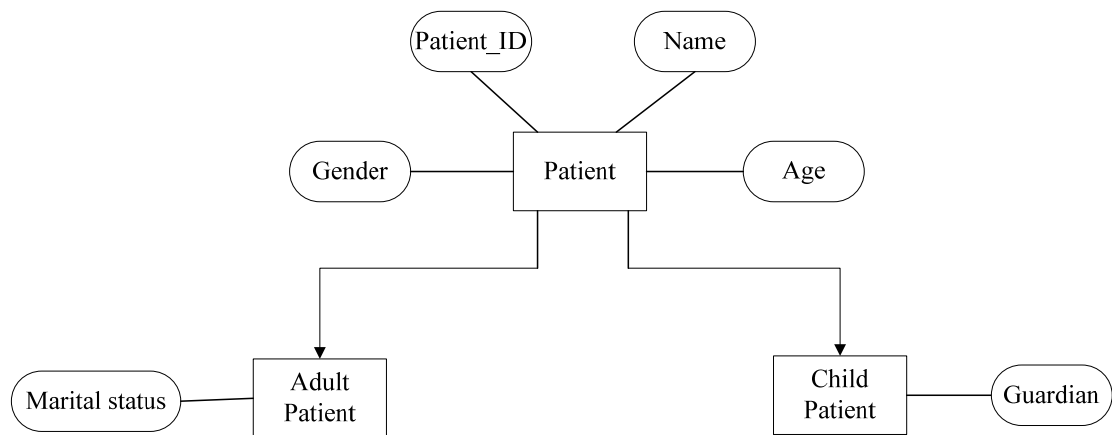 Patient_ID
Name
Gender
Patient
Age
Adult
Patient
Marital status
Child
Patient
Guardian